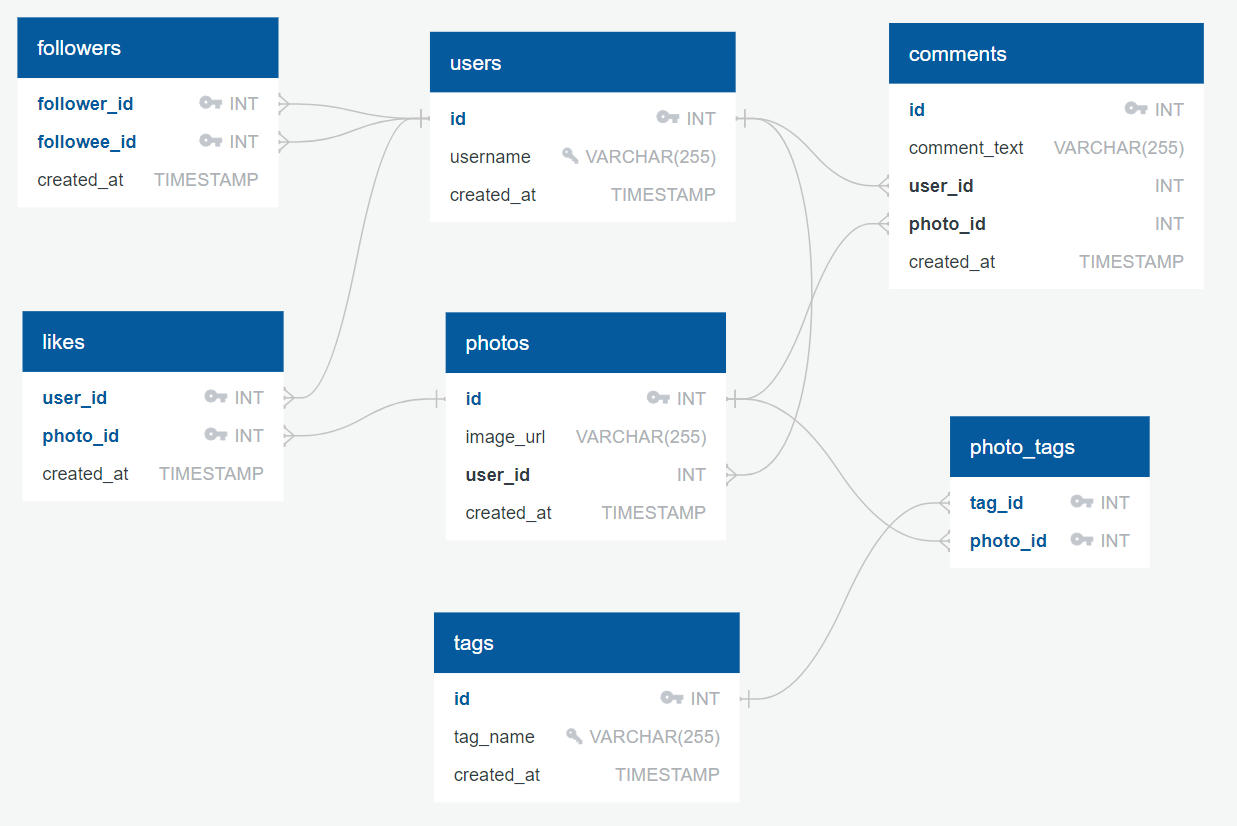 followers
follower_id INT
followee_id INT
created_at TIMESTAMP
users
id INT
username VARCHAR(255)
created_at TIMESTAMP
comments
id INT
comment_text VARCHAR(255)
user_id INT
photo_id INT
created_at TIMESTAMP
likes
user_id INT
photo_id INT
created_at TIMESTAMP
photos
id INT
image_url VARCHAR(255)
user_id INT
created_at TIMESTAMP
photo_tags
tag_id INT
photo_id INT
tags
id INT
tag_name VARCHAR(255)
created_at TIMESTAMP